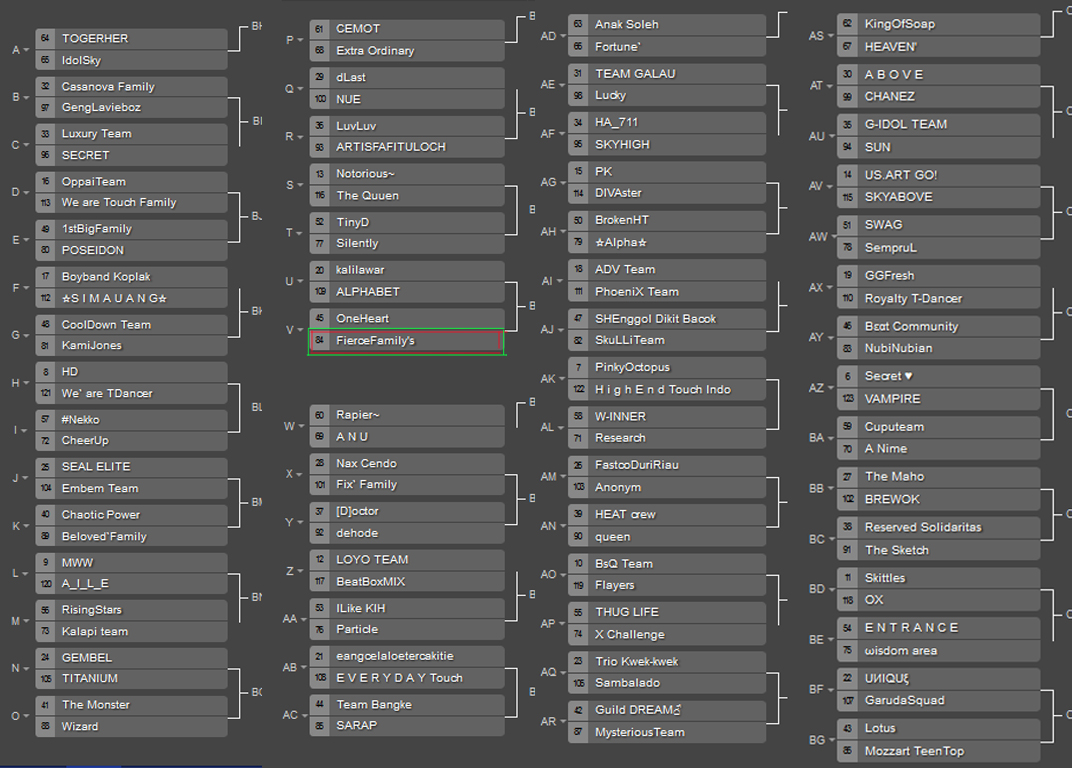 A
64 TOGERHER
65 IdolSky
B
32 Casanova Family
97 GengLavieboz
C
33 Luxury Team
96 SECRET
D
16 OppaiTeam
113 We are Touch Family
E
49 1stBigFamily
80 POSEIDON
F
17 Boyband Koplak
112 ☆S I M A U A N G☆
G
48 CoolDown Team
81 KamiJones
H
8 HD
121 We' are TDancer
I
57 #Nekko
72 CheerUp
J
25 SEAL ELITE
104 Embem Team
K
40 Chaotic Power
89 Beloved'Family
L
9 MWW
120 A_I_L_E
M
56 RisingStars
73 Kalapi team
N
24 GEMBEL
105 TITANIUM
O
41 The Monster
88 Wizard
P
61 CEMOT
68 Extra Ordinary
Q
29 dLast
100 NUE
R
36 LuvLuv
93 ARTISFAFITULOCH
S
13 Notorious~
116 The Quuen
T
52 TinyD
77 Silently
U
20 kalilawar
109 ALPHABET
V
45 OneHeart
84 FierceFamily's
W
60 Rapier~
69 A N U
X
28 Nax Cendo
101 Fix' Family
Y
37 [D]octor
92 dehode
Z
12 LOYO TEAM
117 BeatBoxMIX
AA
53 ILike KIH
76 Particle
AB
21 eangcelaloetercakitie
108 E V E R Y D A Y Touch
AC
44 Team Bangke
85 SARAP
AD
63 Anak Soleh
66 Fortune'
AE
31 TEAM GALAU
98 Lucky
AF
34 HA_711
95 SKYHIGH
AG
15 PK
114 DIVAster
AH
50 BrokenHT
79 ☆Alpha☆
AI
18 ADV Team
111 PhoeniX Team
AJ
47 SHEnggol Dikit Bacok
82 SkuLLiTeam
AK
7 PinkyOctopus
122 H i g h E n d Touch Indo
AL
58 W-INNER
71 Research
AM
26 FastcoDuriRiau
103 Anonym
AN
39 HEAT crew
90 queen
AO
10 BsQ Team
119 Flayers
AP
55 THUG LIFE
74 X Challenge
AQ
23 Trio Kwek-kwek
106 Sambalado
AR
42 Guild DREAM
87 MysteriousTeam
AS
62 KingOfSoap
67 HEAVEN'
AT
30 A B O V E
99 CHANEZ
AU
35 G-IDOL TEAM
94 SUN
AV
14 US.ART GO!
115 SKYABOVE
AW
51 SWAG
78 SempruL
AX
19 GGFresh
110 Royalty T-Dancer
AY
46 Bεαt Community
83 NubiNubian
AZ
6 Secret ♥
123 VAMPIRE
BA
59 Cuputeam
70 A Nime
BB
27 The Maho
102 BREWOK
BC
38 Reserved Solidaritas
91 The Sketch
BD
11 Skittles
118 OX
BE
54 E N T R A N C E
75 ωisdom area
BF
22 UИIQUξ
107 GarudaSquad
BG
43 Lotus
86 Mozzart TeenTop